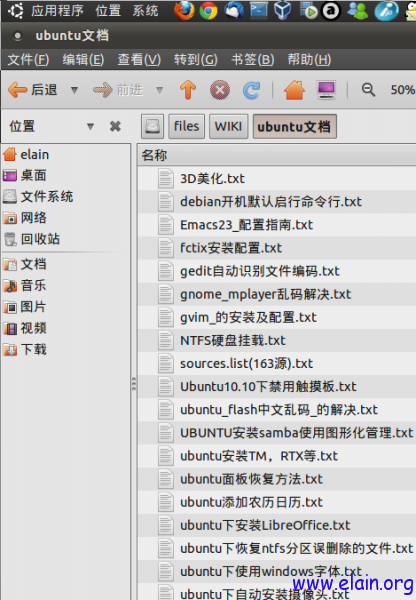 应用程序 位置 系统
ubuntu文档
文件(F) 编辑(E) 查看(V) 转到(G) 书签(B) 帮助(H)
后退 前进 50%
位置
files WIKI ubuntu文档
elain
桌面
文件系统
网络
回收站
文档
音乐
图片
视频
下载
名称
3D美化.txt
debian开机默认启行命令行.txt
Emacs23_配置指南.txt
fctix安装配置.txt
gedit自动识别文件编码.txt
gnome_mplayer乱码解决.txt
gvim_的安装及配置.txt
NTFS硬盘挂载.txt
sources.list(163源).txt
Ubuntu10.10下禁用触摸板.txt
ubuntu_flash中文乱码_的解决.txt
UBUNTU安装samba使用图形化管理.txt
ubuntu安装TM，RTX等.txt
ubuntu面板恢复方法.txt
ubuntu添加农历日历.txt
ubuntu下安装LibreOffice.txt
ubuntu下恢复ntfs分区误删除的文件.txt
ubuntu下使用windows字体.txt
ubuntu下自动安装摄像头.txt
www.elain.org